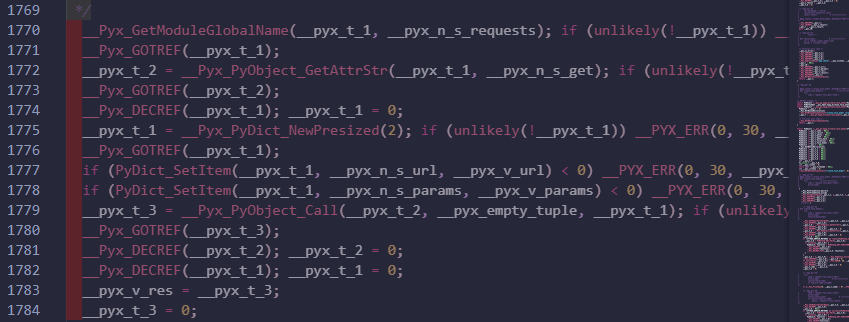 1769 */
1770 __Pyx_GetModuleGlobalName(__pyx_t_1, __pyx_n_s_requests); if (unlikely(!__pyx_t_1)) __
1771 __Pyx_GOTREF(__pyx_t_1);
1772 __pyx_t_2 = __Pyx_PyObject_GetAttrStr(__pyx_t_1, __pyx_n_s_get); if (unlikely(!__pyx_t
1773 __Pyx_GOTREF(__pyx_t_2);
1774 __Pyx_DECREF(__pyx_t_1); __pyx_t_1 = 0;
1775 __pyx_t_1 = __Pyx_PyDict_NewPresized(2); if (unlikely(!__pyx_t_1)) __PYX_ERR(0, 30, __
1776 __Pyx_GOTREF(__pyx_t_1);
1777 if (PyDict_SetItem(__pyx_t_1, __pyx_n_s_url, __pyx_v_url) < 0) __PYX_ERR(0, 30, __pyx_
1778 if (PyDict_SetItem(__pyx_t_1, __pyx_n_s_params, __pyx_v_params) < 0) __PYX_ERR(0, 30,
1779 __pyx_t_3 = __Pyx_PyObject_Call(__pyx_t_2, __pyx_empty_tuple, __pyx_t_1); if (unlikely
1780 __Pyx_GOTREF(__pyx_t_3);
1781 __Pyx_DECREF(__pyx_t_2); __pyx_t_2 = 0;
1782 __Pyx_DECREF(__pyx_t_1); __pyx_t_1 = 0;
1783 __pyx_v_res = __pyx_t_3;
1784 __pyx_t_3 = 0;